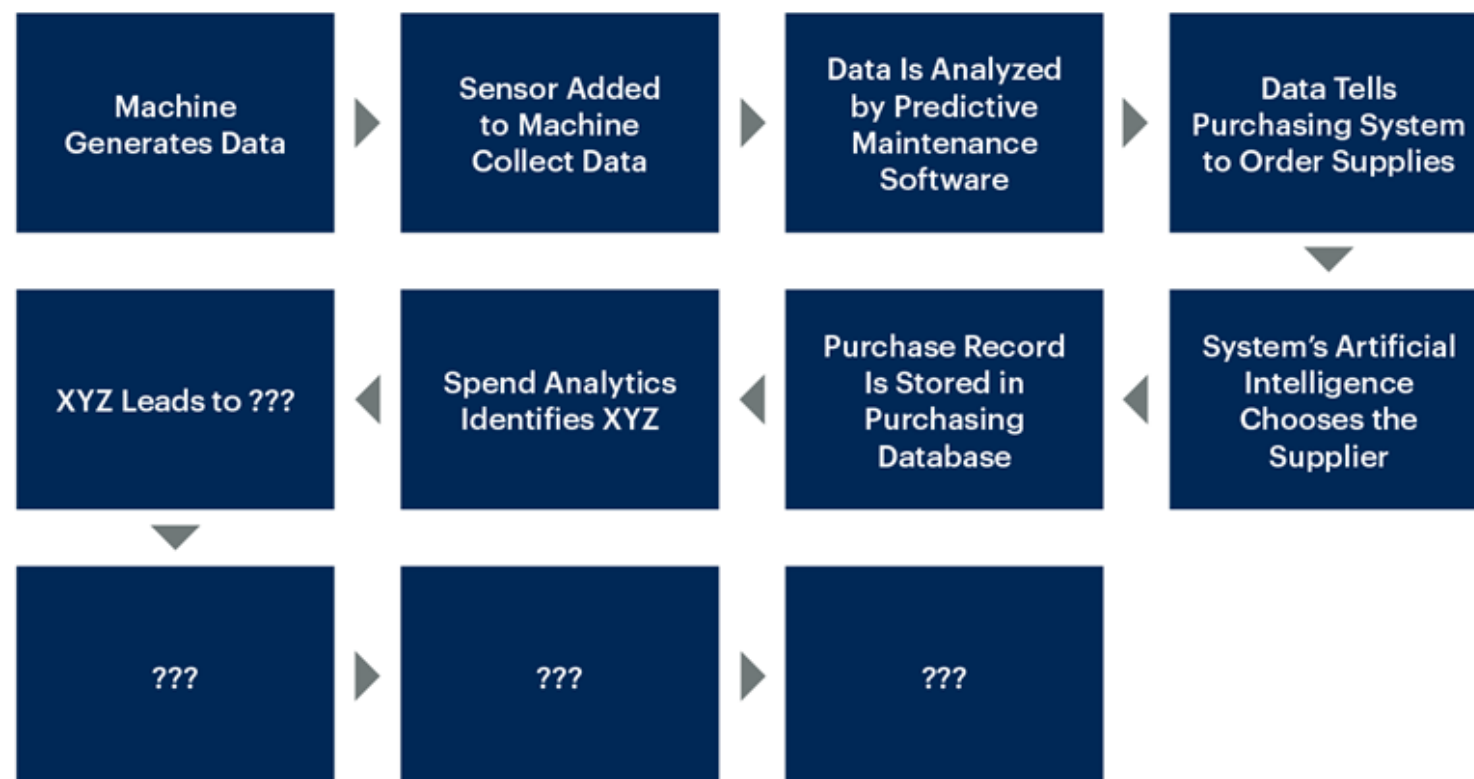 Machine
Generates Data
Sensor Added
to Machine
Collect Data
Data Is Analyzed
by Predictive
Maintenance
Software
Data Tells
Purchasing System
to Order Supplies
System's Artificial
Intelligence
Chooses the
Supplier
Purchase Record
Is Stored in
Purchasing
Database
Spend Analytics
Identifies XYZ
XYZ Leads to ???
???
???
???